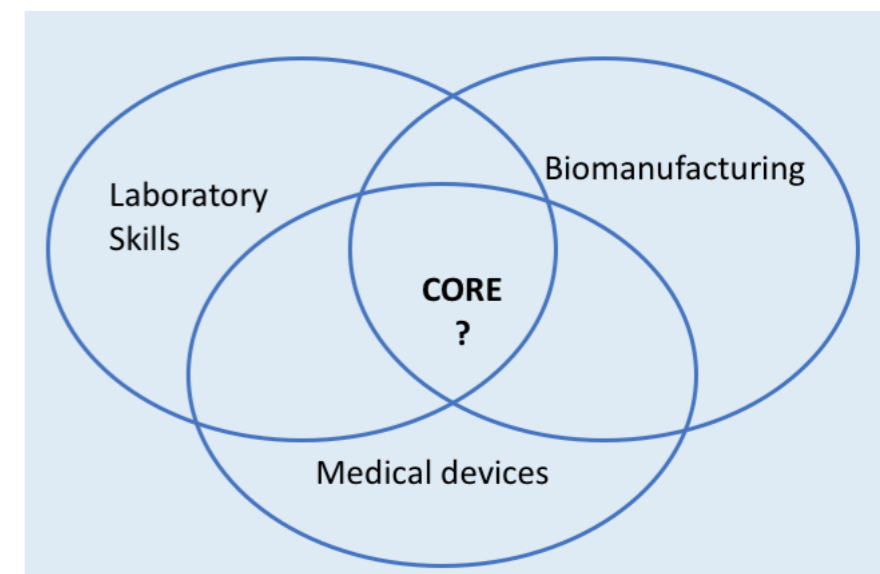 Laboratory
Skills
Biomanufacturing
CORE
?
Medical devices